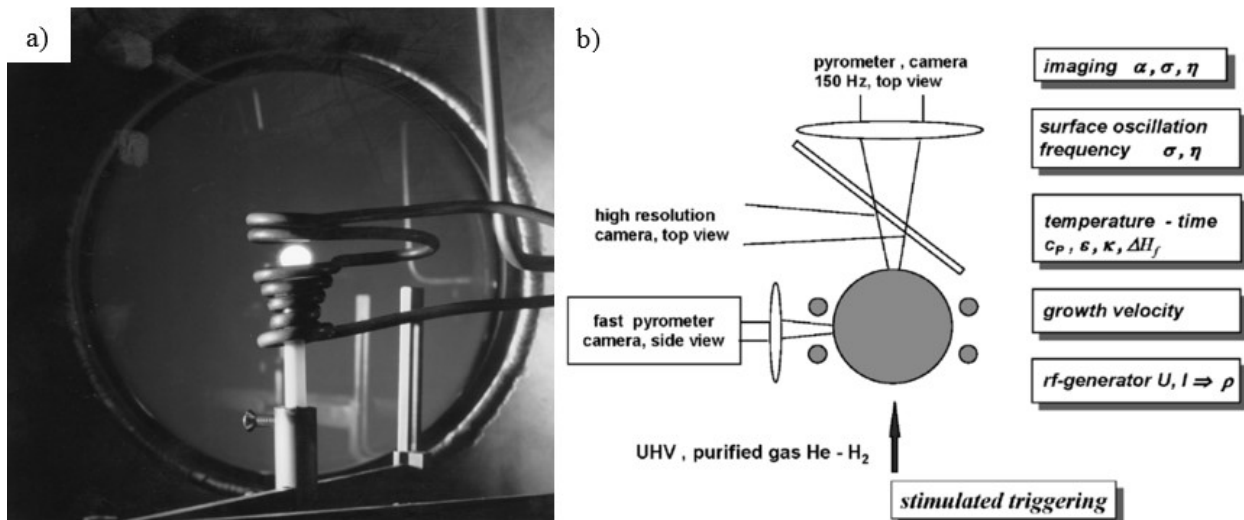 a)
b)
pyrometer , camera
150 Hz, top view
high resolution
camera, top view
fast pyrometer
camera, side view
UHV , purified gas He - H₂
stimulated triggering
imaging α, σ, η
surface oscillation
frequency σ, η
temperature - time
cₚ , ε, κ, ΔH_f
growth velocity
rf-generator U, I ⇒ ρ